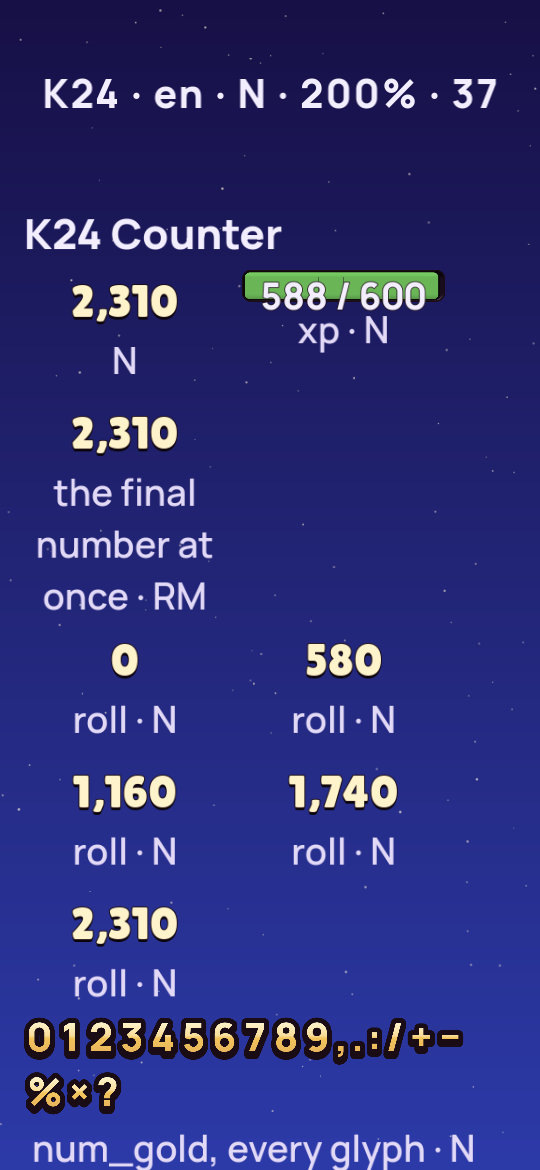 K24 · en · N · 200% · 37
K24 Counter
2,310
588 / 600
N
xp · N
2,310
the final
number at
once · RM
0
580
roll · N
roll · N
1,160
1,740
roll · N
roll · N
2,310
roll · N
0123456789,.:/+−
%×?
num_gold, every glyph · N